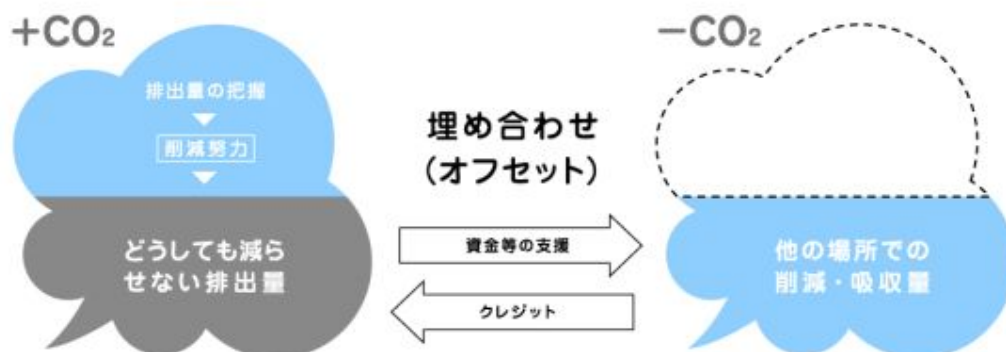 +CO₂
排出量の把握
削減努力
どうしても減ら
せない排出量
埋め合わせ
(オフセット)
資金等の支援
クレジット
−CO₂
他の場所での
削減・吸収量